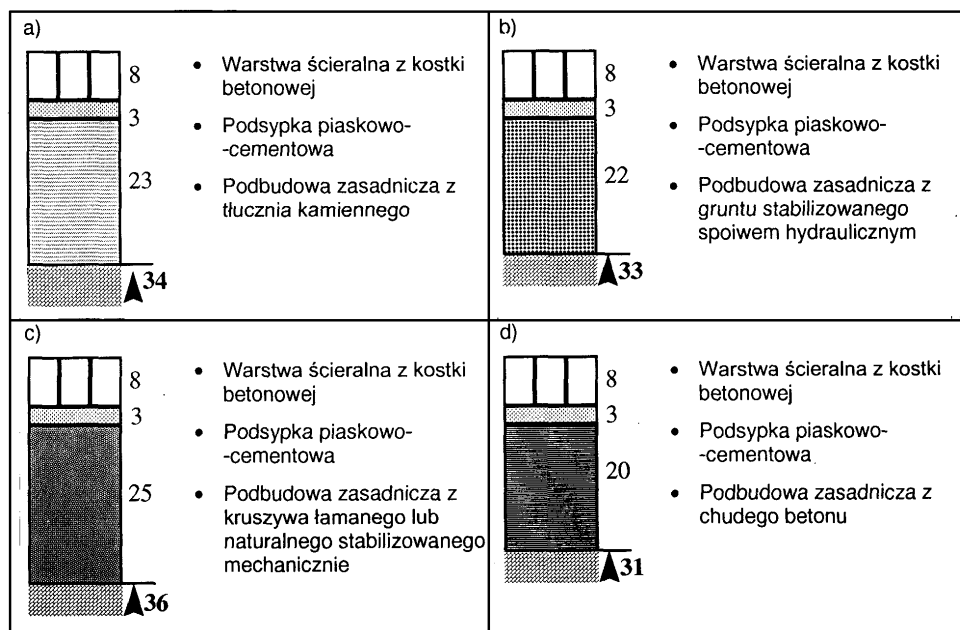 a)
8
3
23
34
• Warstwa ścieralna z kostki
betonowej
• Podsypka piaskowo-
-cementowa
• Podbudowa zasadnicza z
tłucznia kamiennego
b)
8
3
22
33
• Warstwa ścieralna z kostki
betonowej
• Podsypka piaskowo-
-cementowa
• Podbudowa zasadnicza z
gruntu stabilizowanego
spoiwem hydraulicznym
c)
8
3
25
36
• Warstwa ścieralna z kostki
betonowej
• Podsypka piaskowo-
-cementowa
• Podbudowa zasadnicza z
kruszywa łamanego lub
naturalnego stabilizowanego
mechanicznie
d)
8
3
20
31
• Warstwa ścieralna z kostki
betonowej
• Podsypka piaskowo-
-cementowa
• Podbudowa zasadnicza z
chudego betonu